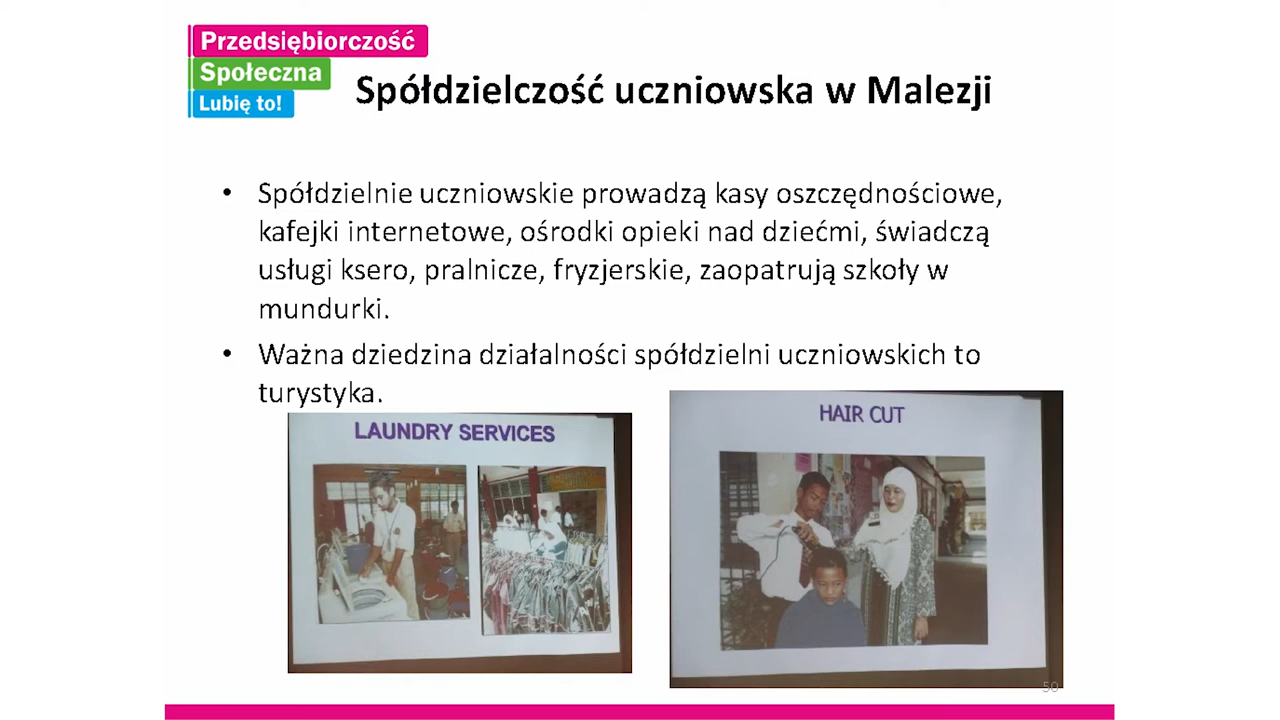 Przedsiębiorczość
Społeczna
Lubię to!
Spółdzielczość uczniowska w Malezji
• Spółdzielnie uczniowskie prowadzą kasy oszczędnościowe,
kafejki internetowe, ośrodki opieki nad dziećmi, świadczą
usługi ksero, pralnicze, fryzjerskie, zaopatrują szkoły w
mundurki.
• Ważna dziedzina działalności spółdzielni uczniowskich to
turystyka.
LAUNDRY SERVICES
HAIR CUT
50